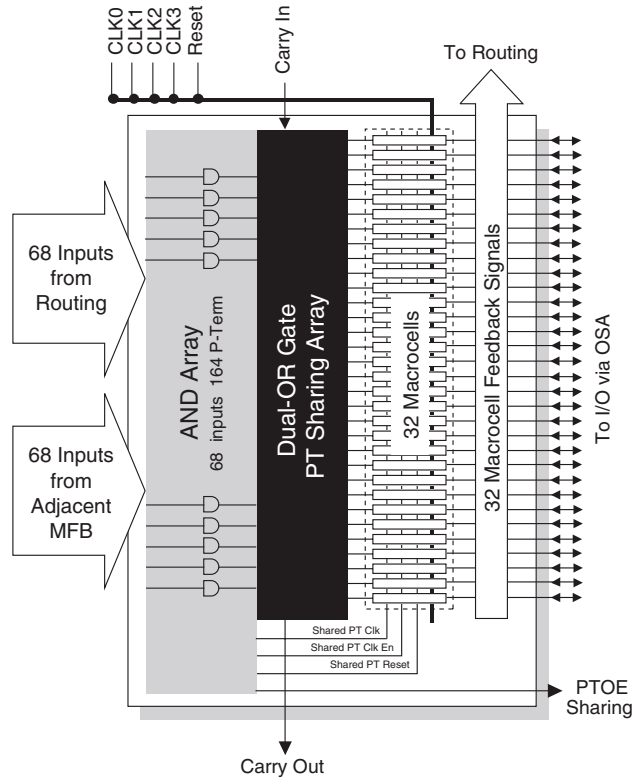 CLK0
CLK1
CLK2
CLK3
Reset
Carry In
To Routing
68 Inputs
from
Routing
68 Inputs
from
Adjacent
MFB
AND Array
68 inputs 164 P-Term
Dual-OR Gate
PT Sharing Array
32 Macrocells
32 Macrocell Feedback Signals
To I/O via OSA
Shared PT Clk
Shared PT Clk En
Shared PT Reset
PTOE
Sharing
Carry Out